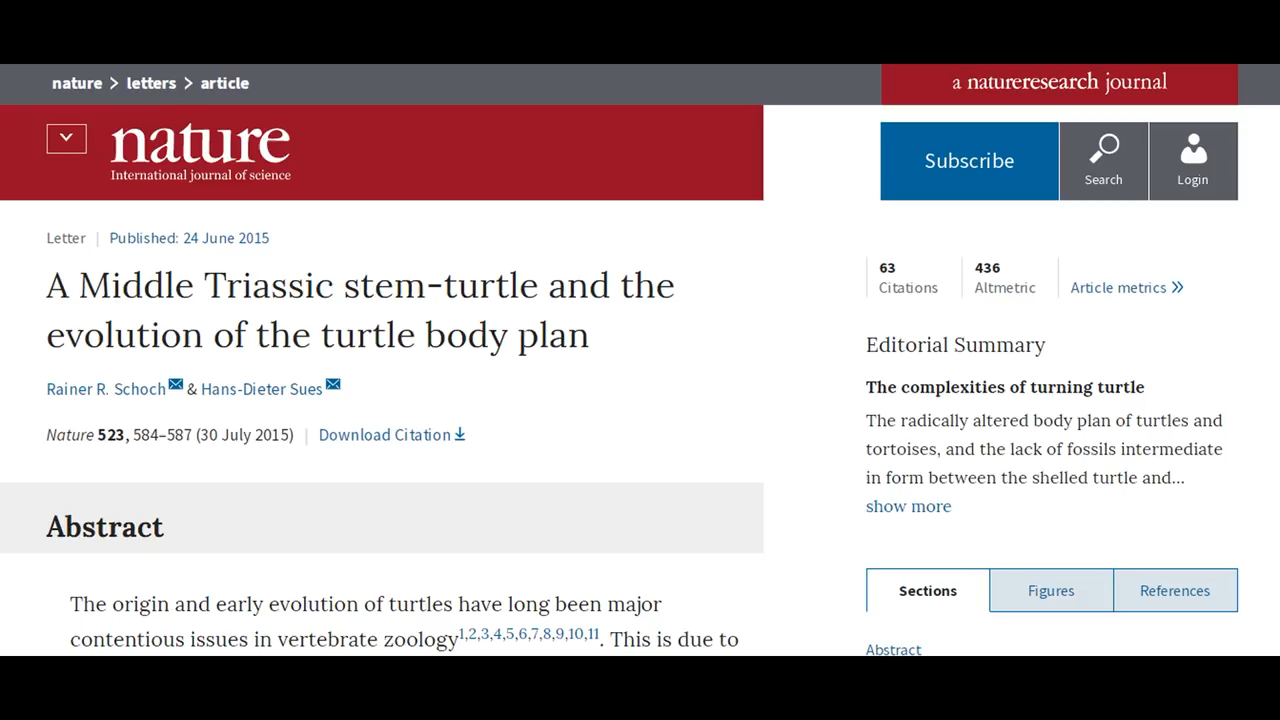 nature > letters > article
a natureresearch journal
nature
International journal of science
Subscribe
Search
Login
Letter | Published: 24 June 2015
A Middle Triassic stem-turtle and the
evolution of the turtle body plan
Rainer R. Schoch & Hans-Dieter Sues
Nature 523, 584–587 (30 July 2015) | Download Citation
Abstract
The origin and early evolution of turtles have long been major
contentious issues in vertebrate zoology1,2,3,4,5,6,7,8,9,10,11. This is due to
63 436
Citations Altmetric Article metrics
Editorial Summary
The complexities of turning turtle
The radically altered body plan of turtles and
tortoises, and the lack of fossils intermediate
in form between the shelled turtle and...
show more
Sections Figures References
Abstract